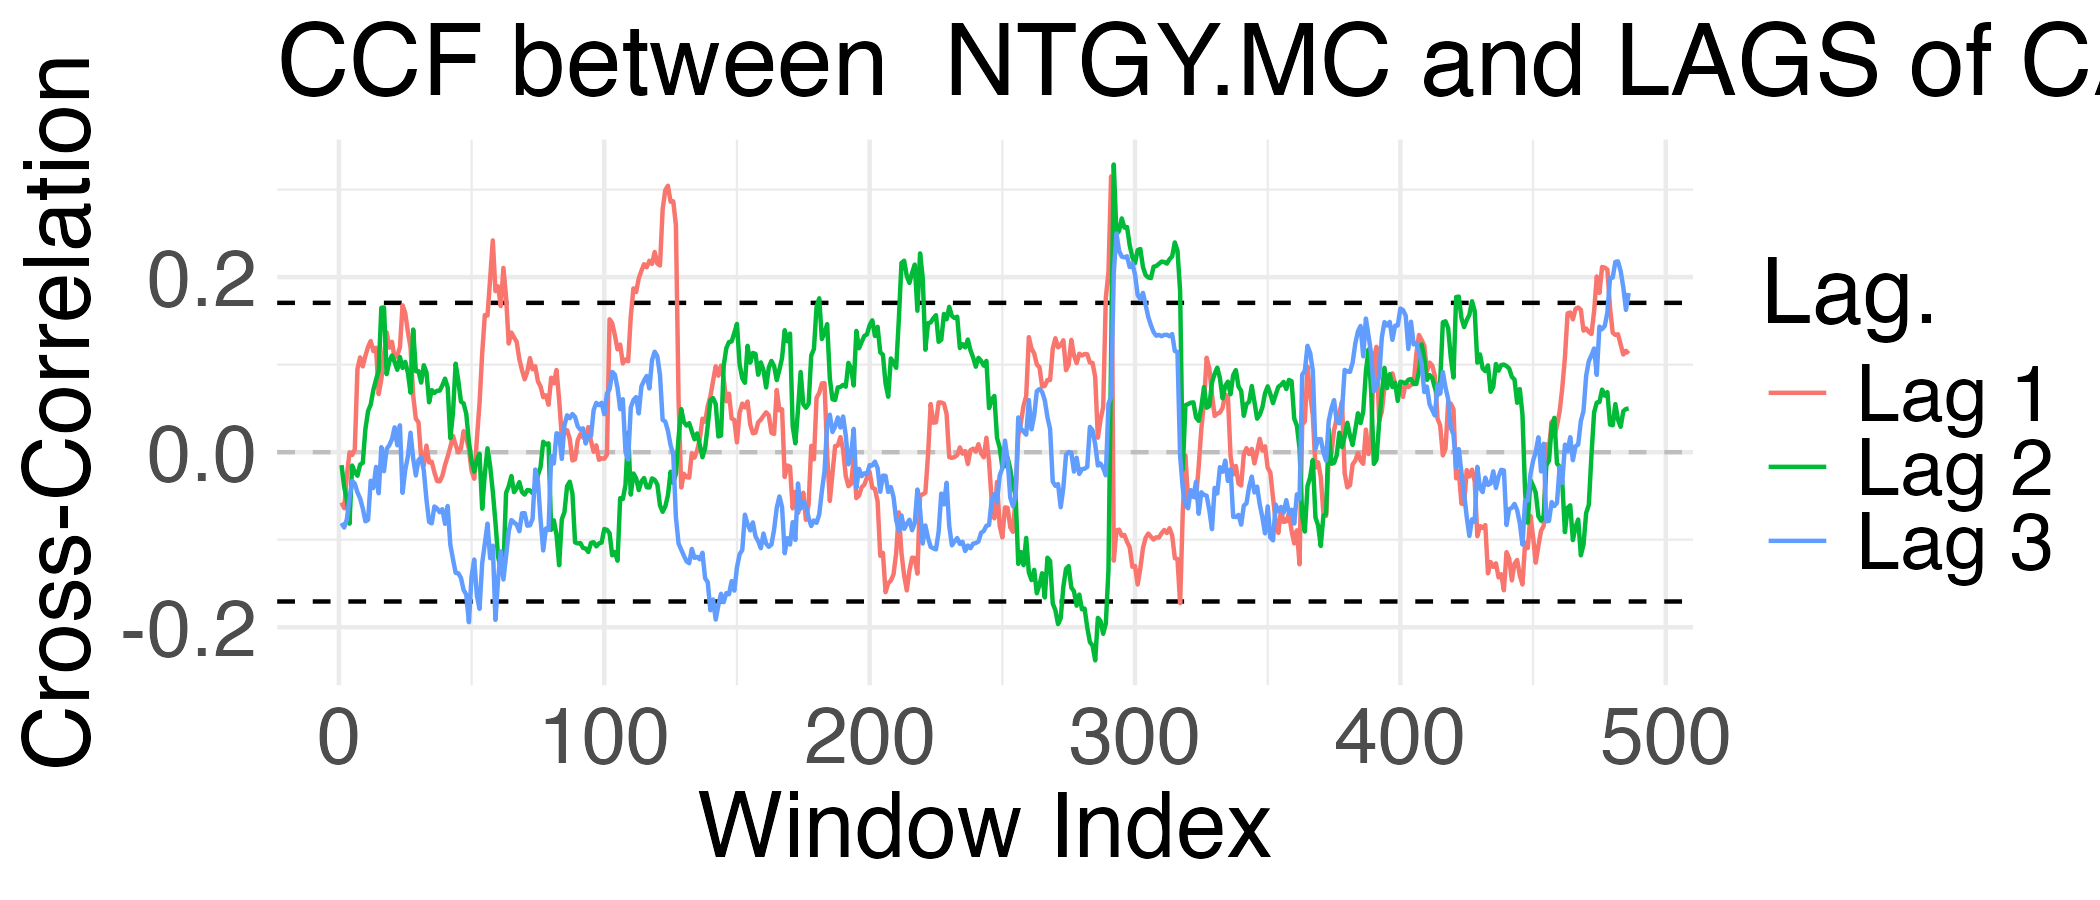 CCF between NTGY.MC and LAGS of C
Cross-Correlation
0.2
0.0
-0.2
0
100
200
300
400
500
Window Index
Lag.
Lag 1
Lag 2
Lag 3